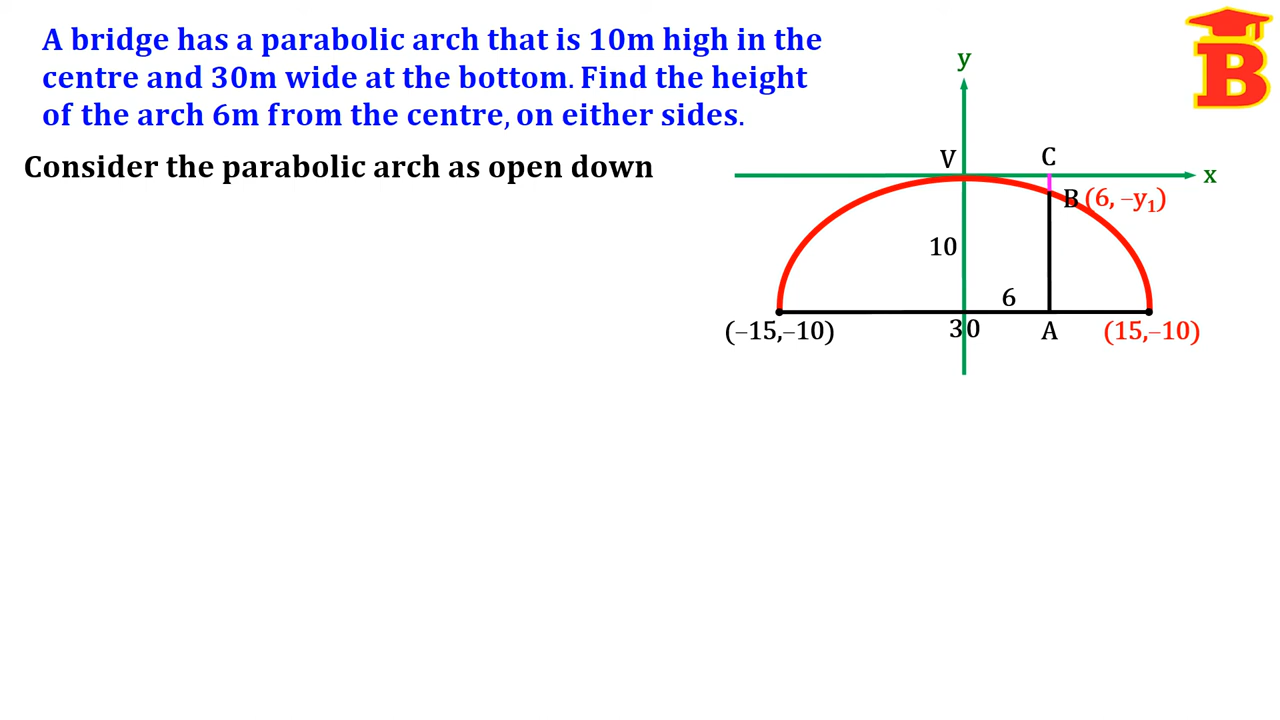 A bridge has a parabolic arch that is 10m high in the
centre and 30m wide at the bottom. Find the height
of the arch 6m from the centre, on either sides.
Consider the parabolic arch as open down
B
y
V
C
x
B (6, −y₁)
10
6
(−15,−10)
30
A
(15,−10)